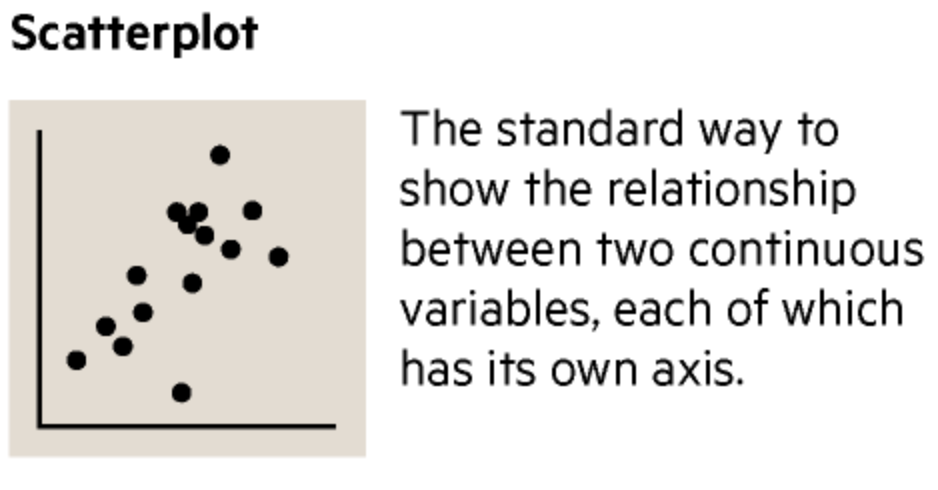 Scatterplot
The standard way to
show the relationship
between two continuous
variables, each of which
has its own axis.